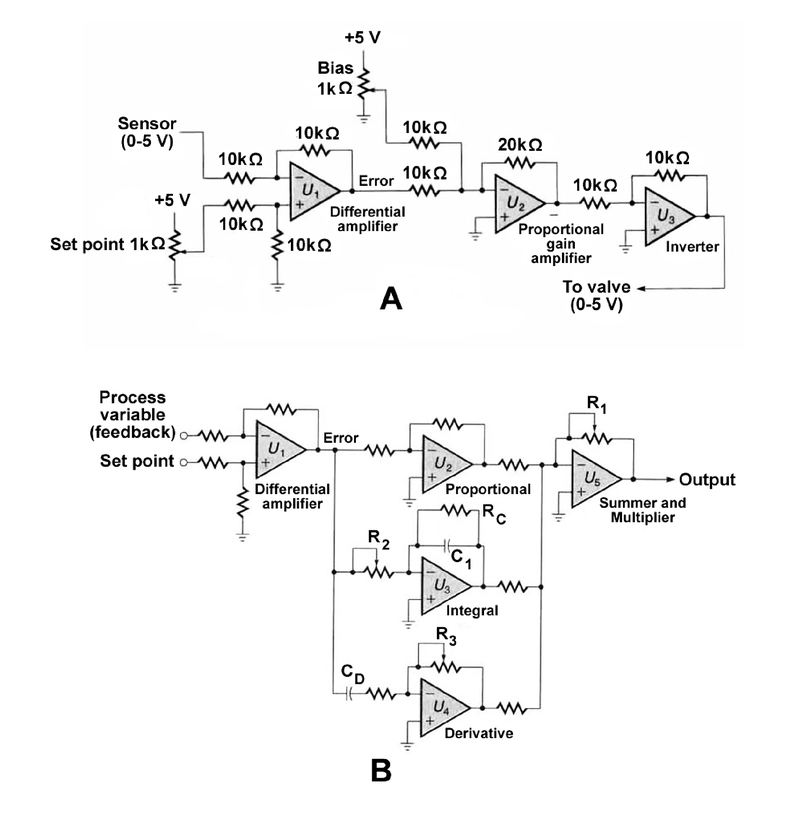 +5 V
Bias
1kΩ
Sensor
(0-5 V)
10kΩ
10kΩ
10kΩ
20kΩ
10kΩ
10kΩ
10kΩ
−
+
U1
Error
10kΩ
+5 V
10kΩ
Differential
amplifier
−
+
U2
−
Proportional
gain
amplifier
−
+
U3
Inverter
Set point 1kΩ
To valve
(0-5 V)
A
Process
variable
(feedback)
Set point
−
+
U1
Error
Differential
amplifier
−
+
U2
Proportional
R1
−
+
U5
Output
Summer and
Multiplier
RC
C1
R2
−
+
U3
Integral
R3
CD
−
+
U4
Derivative
B